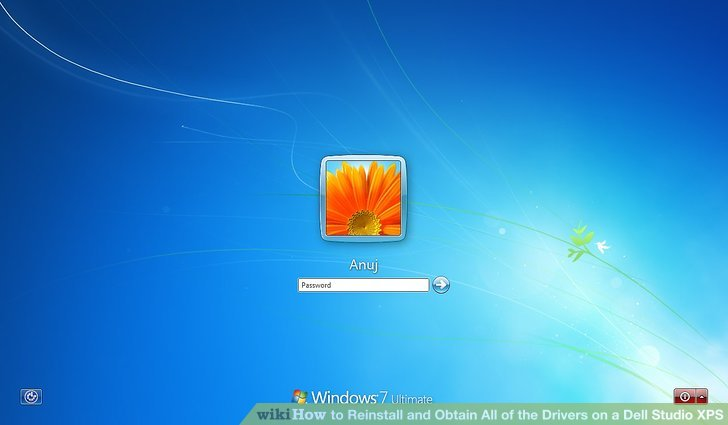 Anuj
Password
Windows 7 Ultimate
wikiHow to Reinstall and Obtain All of the Drivers on a Dell Studio XPS